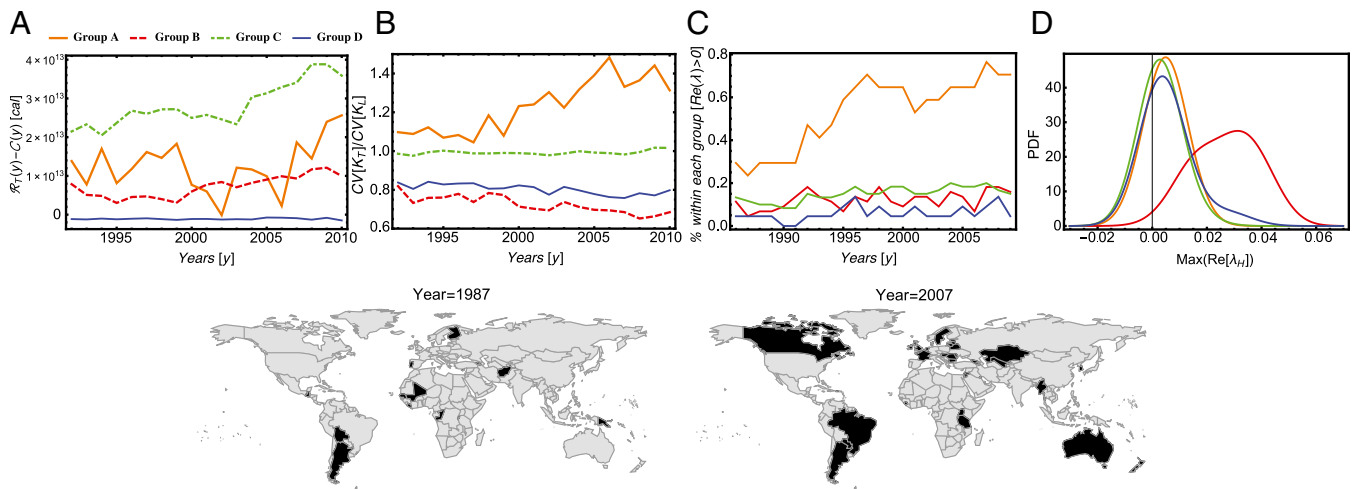 A
B
C
D
Group A Group B Group C Group D
ℛ_T(y)−C(y) [cal]
4×10¹³
3×10¹³
2×10¹³
1×10¹³
0
1995 2000 2005 2010
Years [y]
CV[K_T]/CV[K_L]
1.4
1.2
1.0
0.8
0.6
1995 2000 2005 2010
Years [y]
% within each group [Re(λ)>0]
0.8
0.6
0.4
0.2
0.0
1990 1995 2000 2005
Years [y]
PDF
40
30
20
10
0
−0.02 0.00 0.02 0.04 0.06
Max(Re[λ_H])
Year=1987
Year=2007